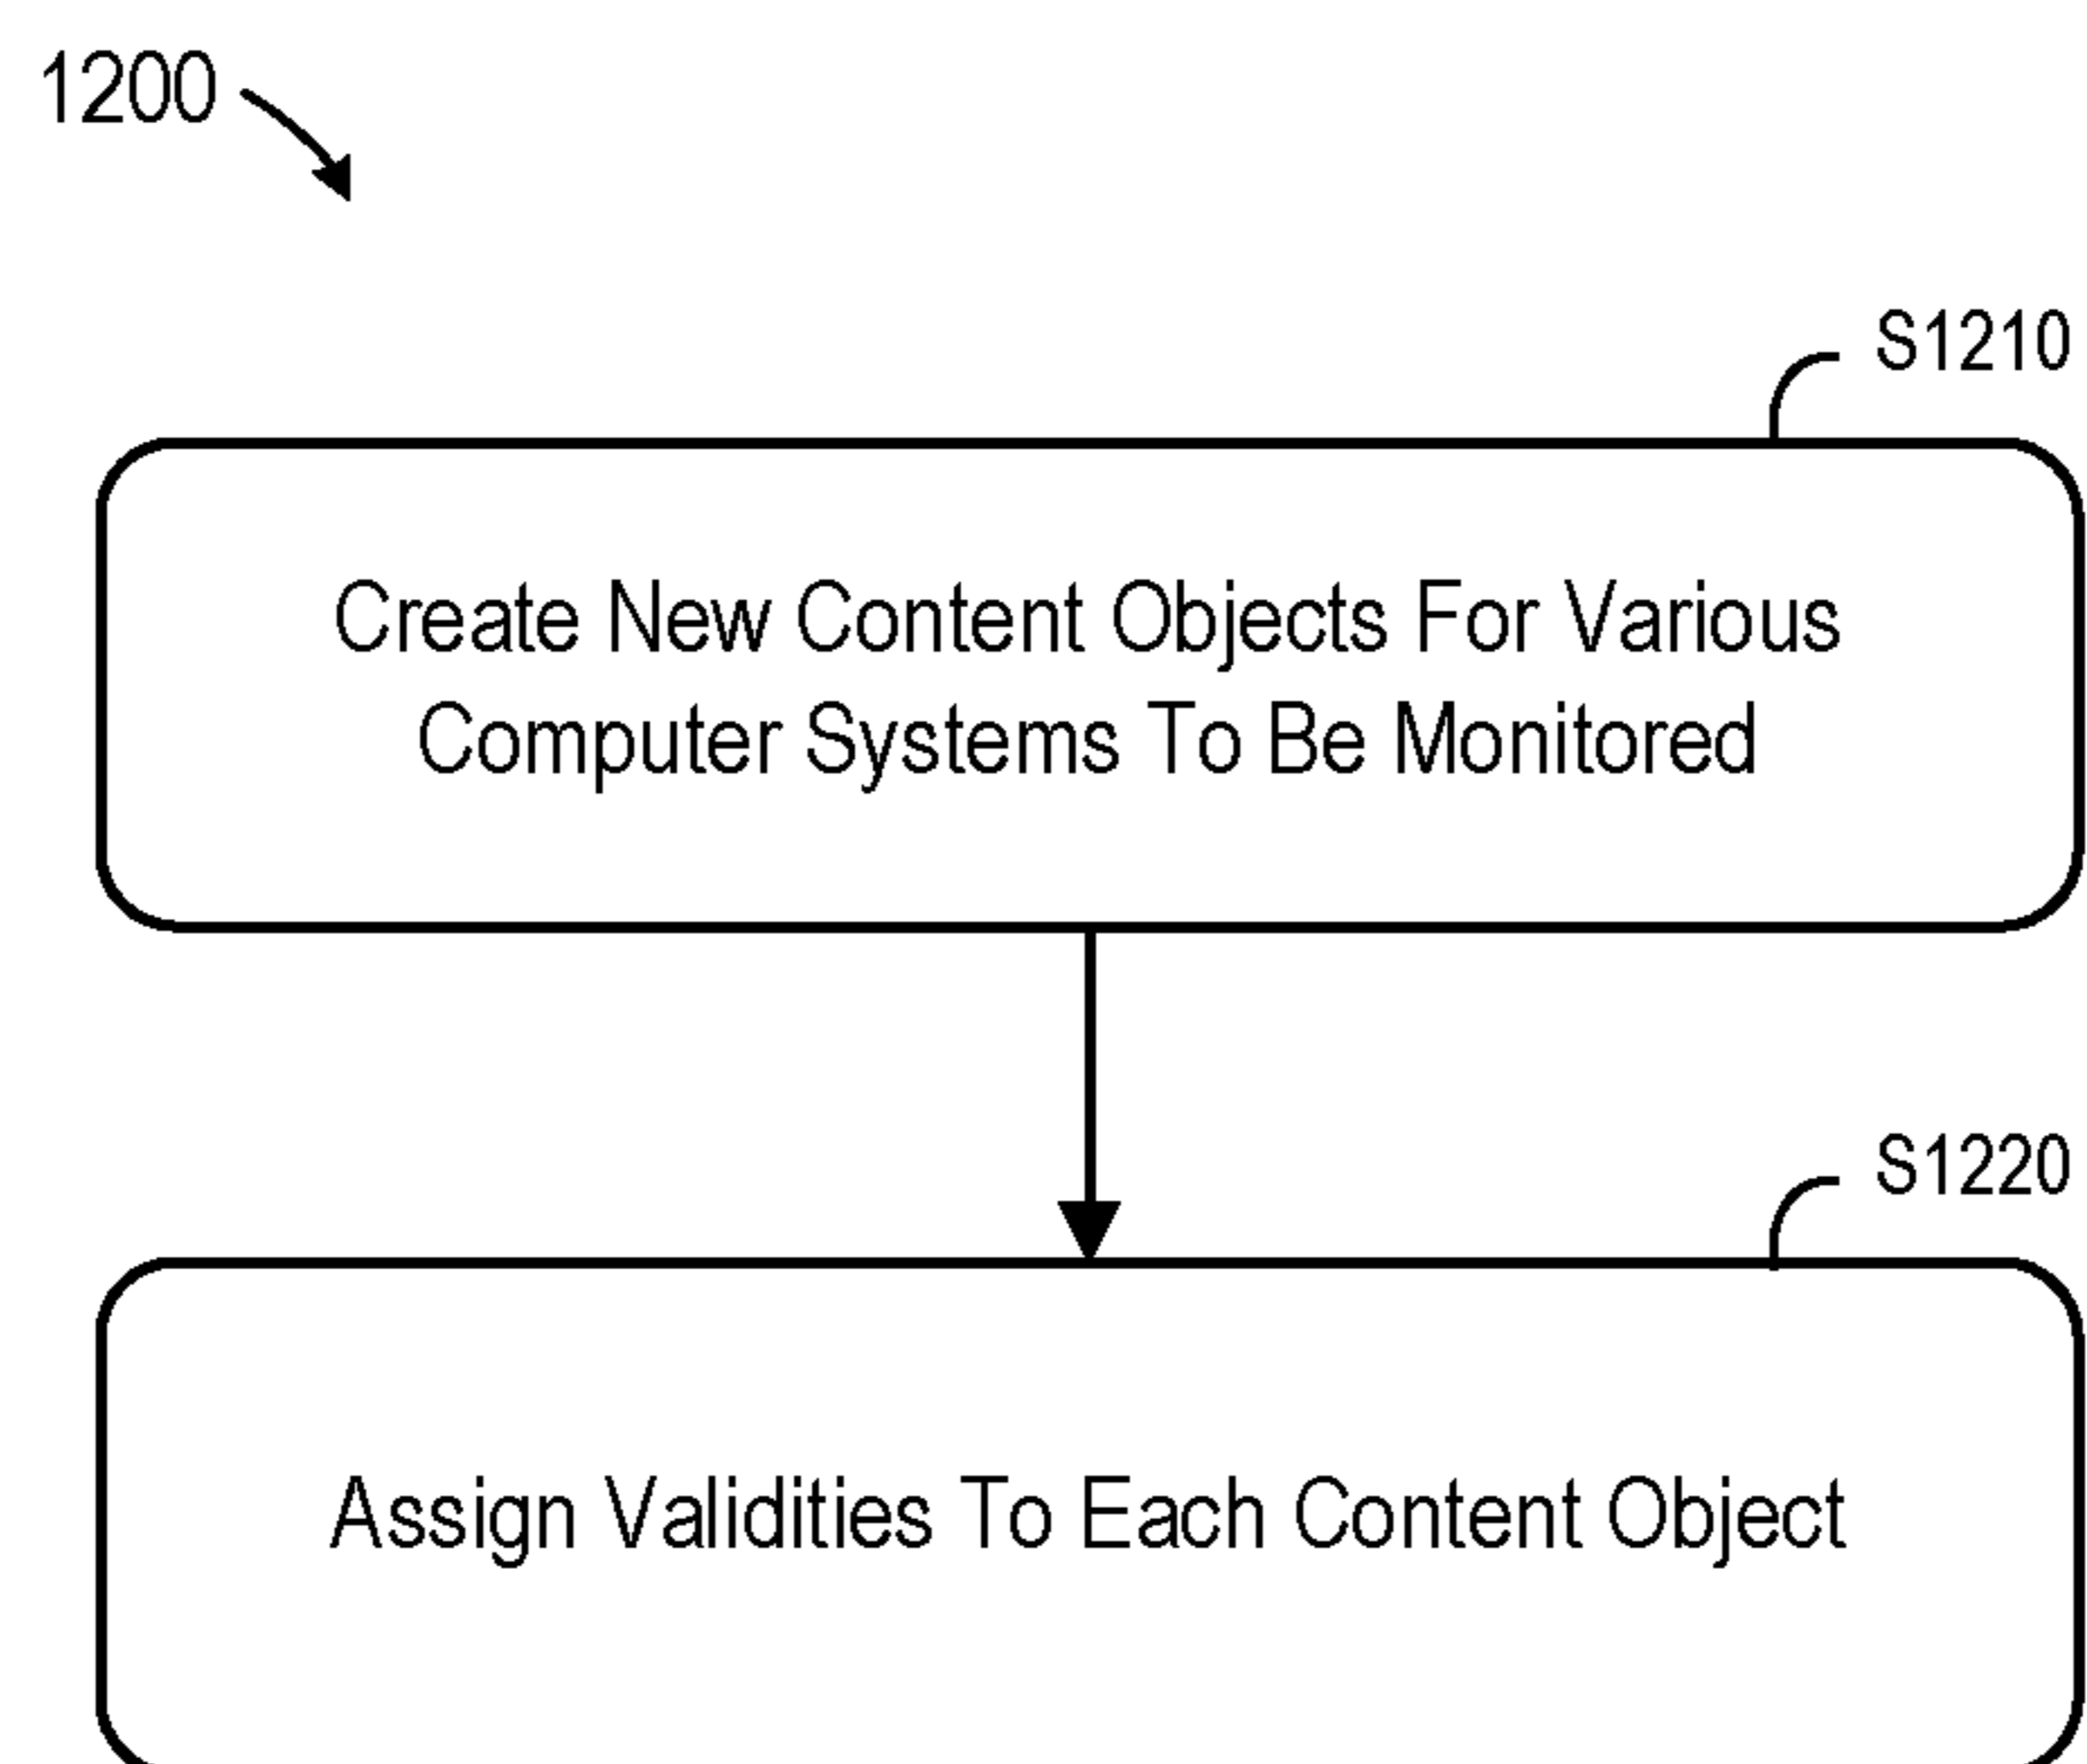 1200
S1210
Create New Content Objects For Various
Computer Systems To Be Monitored
S1220
Assign Validities To Each Content Object